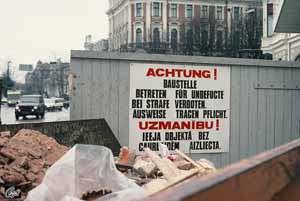 ACHTUNG!
BAUSTELLE
BETRETEN FÜR UNBEFUGTE
BEI STRAFE VERBOTEN.
AUSWEISE TRAGEN PFLICHT.
UZMANĪBU!
IEEJA OBJEKTĀ BEZ
CAURLAIDĒM AIZLIEGTA.